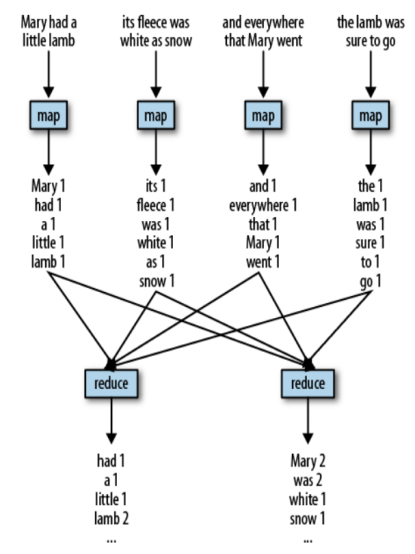 Mary had a
little lamb
its fleece was
white as snow
and everywhere
that Mary went
the lamb was
sure to go
map
map
map
map
Mary 1
had 1
a 1
little 1
lamb 1
its 1
fleece 1
was 1
white 1
as 1
snow 1
and 1
everywhere 1
that 1
Mary 1
went 1
the 1
lamb 1
was 1
sure 1
to 1
go 1
reduce
reduce
had 1
a 1
little 1
lamb 2
...
Mary 2
was 2
white 1
snow 1
...